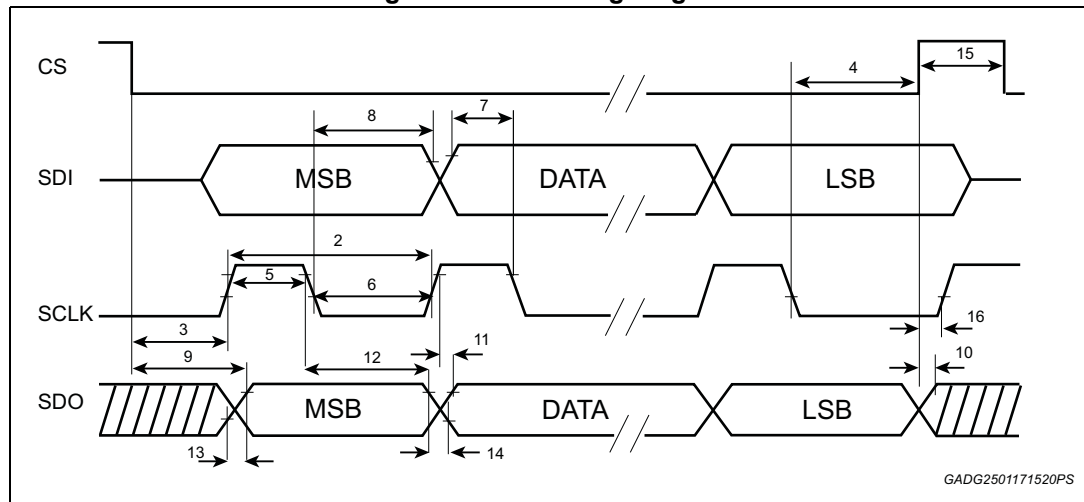 CS
4
15
8
7
SDI
MSB
DATA
LSB
2
5
6
SCLK
3
16
9
11
12
10
SDO
MSB
DATA
LSB
13
14
GADG2501171520PS